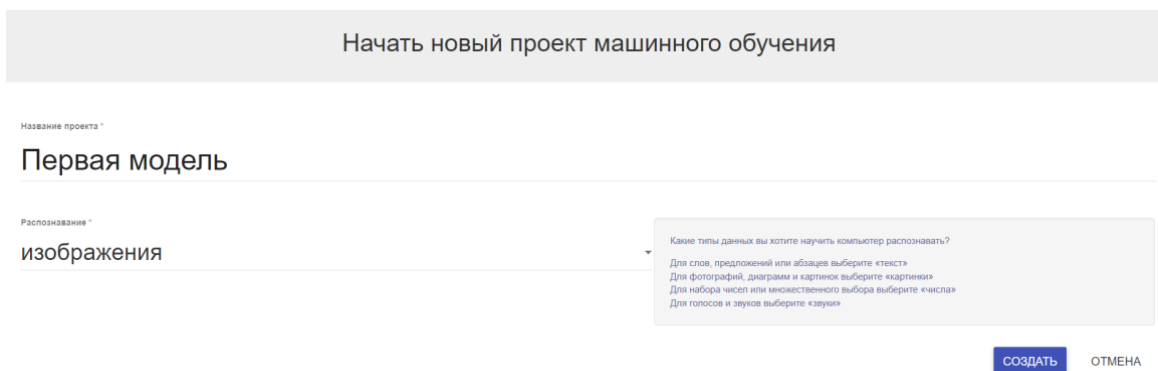 Начать новый проект машинного обучения
Название проекта *
Первая модель
Распознавание *
изображения
Какие типы данных вы хотите научить компьютер распознавать?
Для слов, предложений или абзацев выберите «текст»
Для фотографий, диаграмм и картинок выберите «картинки»
Для набора чисел или множественного выбора выберите «числа»
Для голосов и звуков выберите «звуки»
СОЗДАТЬ ОТМЕНА